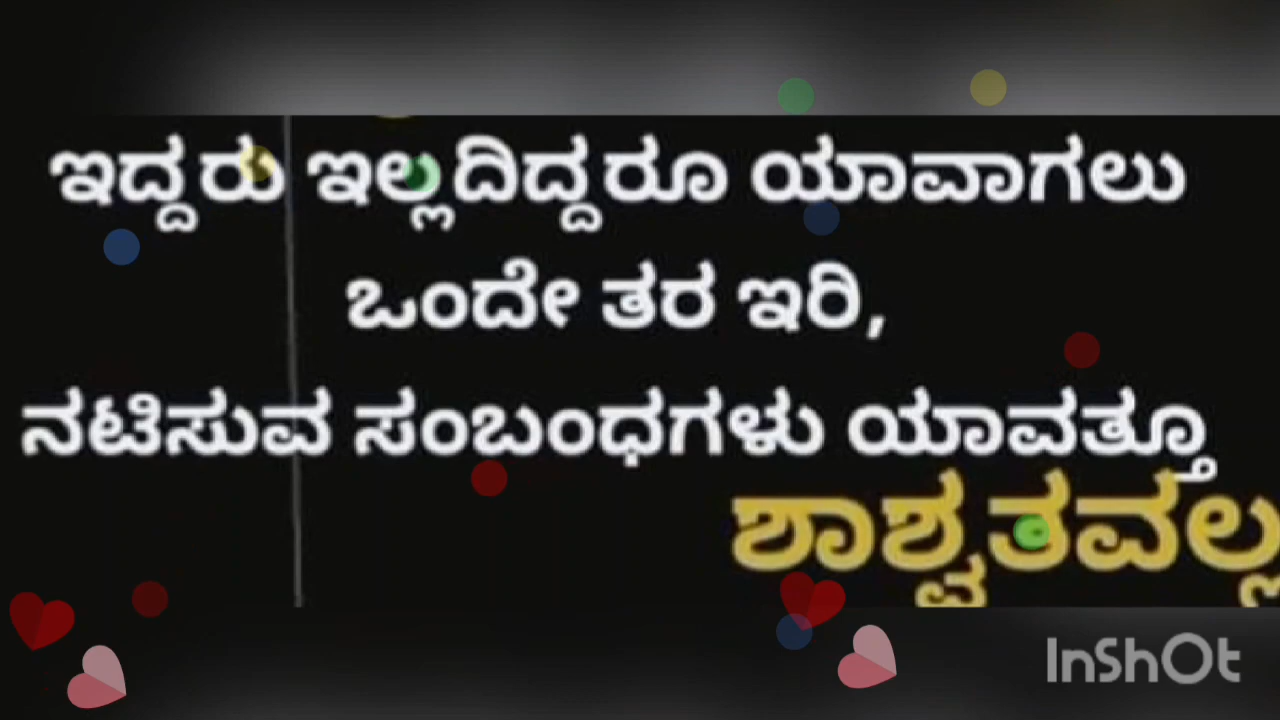 ಇದ್ದರು ಇಲ್ಲದಿದ್ದರೂ ಯಾವಾಗಲು
ಒಂದೇ ತರ ಇರಿ,
ನಟಿಸುವ ಸಂಬಂಧಗಳು ಯಾವತ್ತೂ
ಶಾಶ್ವತವಲ್ಲ
InShOt